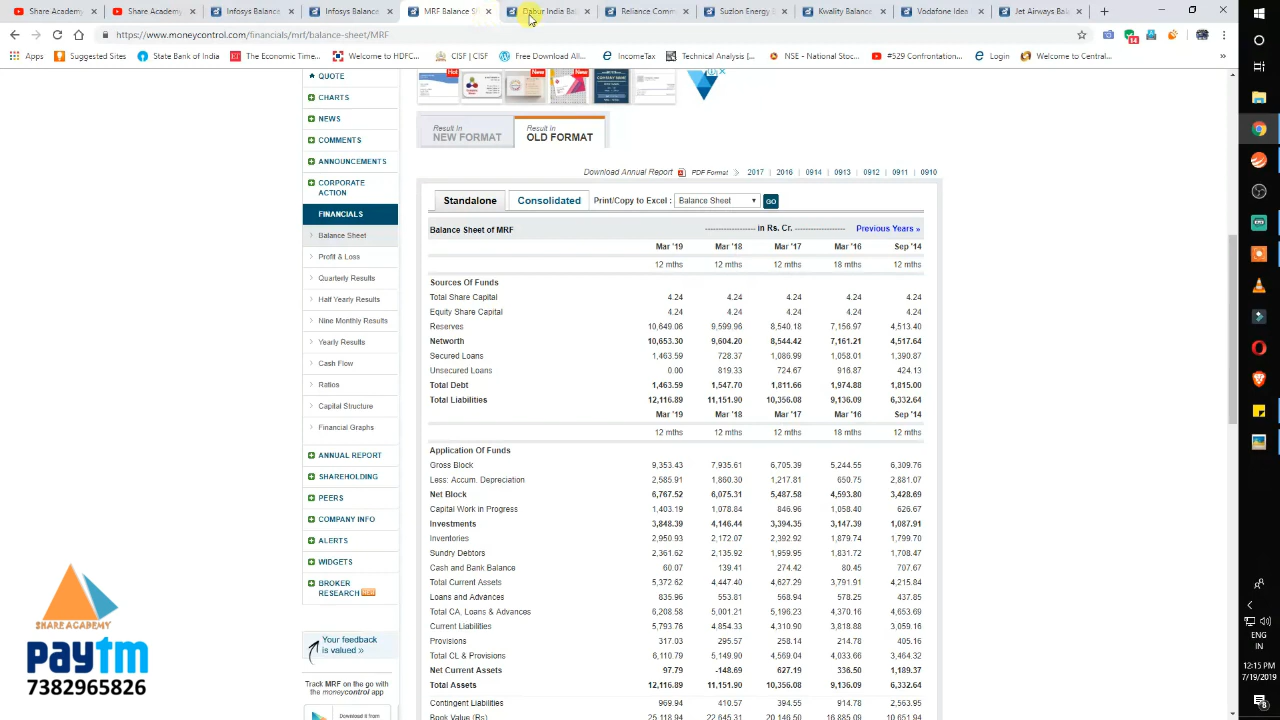 Share Academy
Share Academy
Infosys Balance
Infosys Balance
MRF Balance Sh
Dabur India Bal
Reliance Comm
Suzlon Energy
Kwality Balance
Vodafone Idea
Jet Airways Bal
https://www.moneycontrol.com/financials/mrf/balance-sheet/MRF
Apps Suggested Sites State Bank of India The Economic Times... Welcome to HDFC... CISF | CISF Free Download All... IncomeTax Technical Analysis [... NSE - National Stoc... #529 Confrontation... Login Welcome to Central... »
QUOTE
CHARTS
NEWS
COMMENTS
ANNOUNCEMENTS
CORPORATE
ACTION
FINANCIALS
Balance Sheet
Profit & Loss
Quarterly Results
Half Yearly Results
Nine Monthly Results
Yearly Results
Cash Flow
Ratios
Capital Structure
Financial Graphs
ANNUAL REPORT
SHAREHOLDING
PEERS
COMPANY INFO
ALERTS
WIDGETS
BROKER
RESEARCH
Your feedback
is valued »
Track MRF on the go with
the moneycontrol app
Download it from
Hot New New
Result In
NEW FORMAT
Result In
OLD FORMAT
Download Annual Report PDF Format 2017 | 2016 | 0914 | 0913 | 0912 | 0911 | 0910
Standalone Consolidated Print/Copy to Excel : Balance Sheet GO
Balance Sheet of MRF ------------------- in Rs. Cr. ------------------- Previous Years »
Mar '19 Mar '18 Mar '17 Mar '16 Sep '14
12 mths 12 mths 12 mths 18 mths 12 mths
Sources Of Funds
Total Share Capital 4.24 4.24 4.24 4.24 4.24
Equity Share Capital 4.24 4.24 4.24 4.24 4.24
Reserves 10,649.06 9,599.96 8,540.18 7,156.97 4,513.40
Networth 10,653.30 9,604.20 8,544.42 7,161.21 4,517.64
Secured Loans 1,463.59 728.37 1,086.99 1,058.01 1,390.87
Unsecured Loans 0.00 819.33 724.67 916.87 424.13
Total Debt 1,463.59 1,547.70 1,811.66 1,974.88 1,815.00
Total Liabilities 12,116.89 11,151.90 10,356.08 9,136.09 6,332.64
Mar '19 Mar '18 Mar '17 Mar '16 Sep '14
12 mths 12 mths 12 mths 18 mths 12 mths
Application Of Funds
Gross Block 9,353.43 7,935.61 6,705.39 5,244.55 6,309.76
Less: Accum. Depreciation 2,585.91 1,860.30 1,217.81 650.75 2,881.07
Net Block 6,767.52 6,075.31 5,487.58 4,593.80 3,428.69
Capital Work in Progress 1,403.19 1,078.84 846.96 1,058.40 626.67
Investments 3,848.39 4,146.44 3,394.35 3,147.39 1,087.91
Inventories 2,950.93 2,172.07 2,392.92 1,879.74 1,799.70
Sundry Debtors 2,361.62 2,135.92 1,959.95 1,831.72 1,708.47
Cash and Bank Balance 60.07 139.41 274.42 80.45 707.67
Total Current Assets 5,372.62 4,447.40 4,627.29 3,791.91 4,215.84
Loans and Advances 835.96 553.81 568.94 578.25 437.85
Total CA, Loans & Advances 6,208.58 5,001.21 5,196.23 4,370.16 4,653.69
Current Liabilities 5,793.76 4,854.33 4,310.90 3,818.88 3,059.16
Provisions 317.03 295.57 258.14 214.78 405.16
Total CL & Provisions 6,110.79 5,149.90 4,569.04 4,033.66 3,464.32
Net Current Assets 97.79 -148.69 627.19 336.50 1,189.37
Total Assets 12,116.89 11,151.90 10,356.08 9,136.09 6,332.64
Contingent Liabilities 969.94 410.57 394.55 914.78 2,563.95
Book Value (Rs) 25,118.94 22,645.31 20,146.50 16,885.09 10,651.94
SHARE ACADEMY
paytm
7382965826
ENG
IN
12:15 PM
7/19/2019